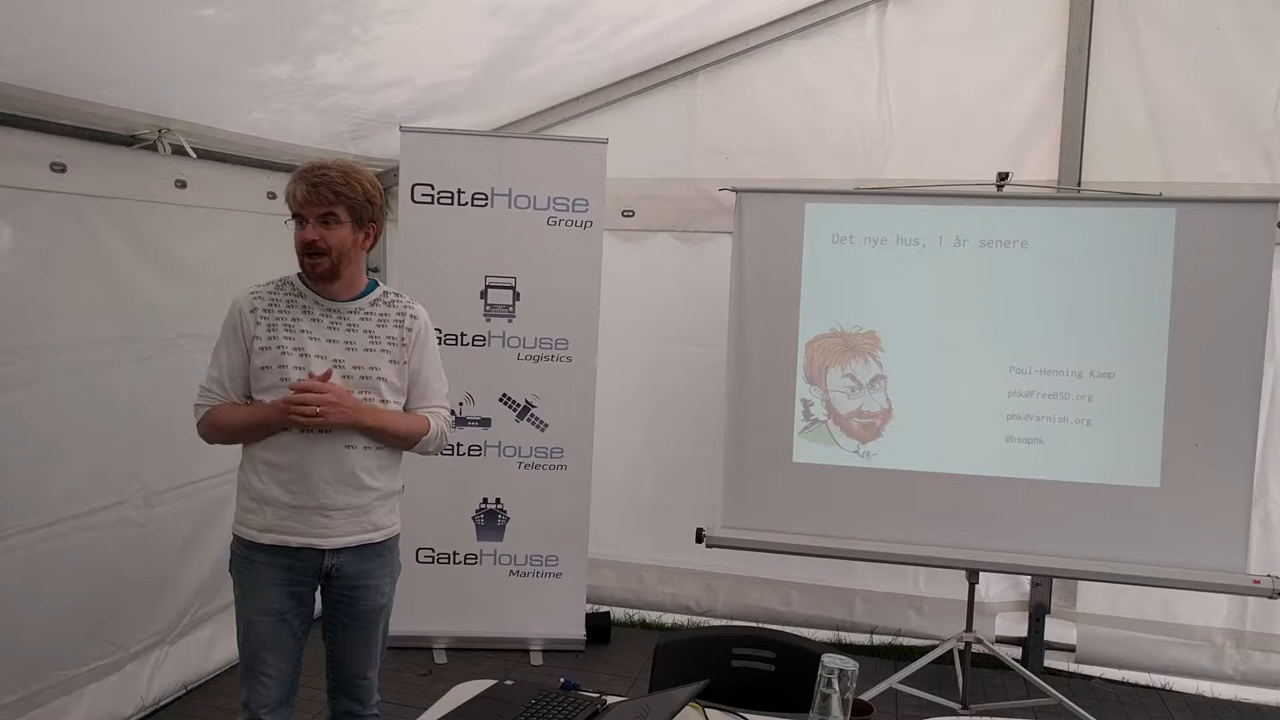 GateHouse
Group
GateHouse
Logistics
GateHouse
Telecom
GateHouse
Maritime
Det nye hus, 1 år senere
Poul-Henning Kamp
phk@FreeBSD.org
phk@Varnish.org
@bsdphk